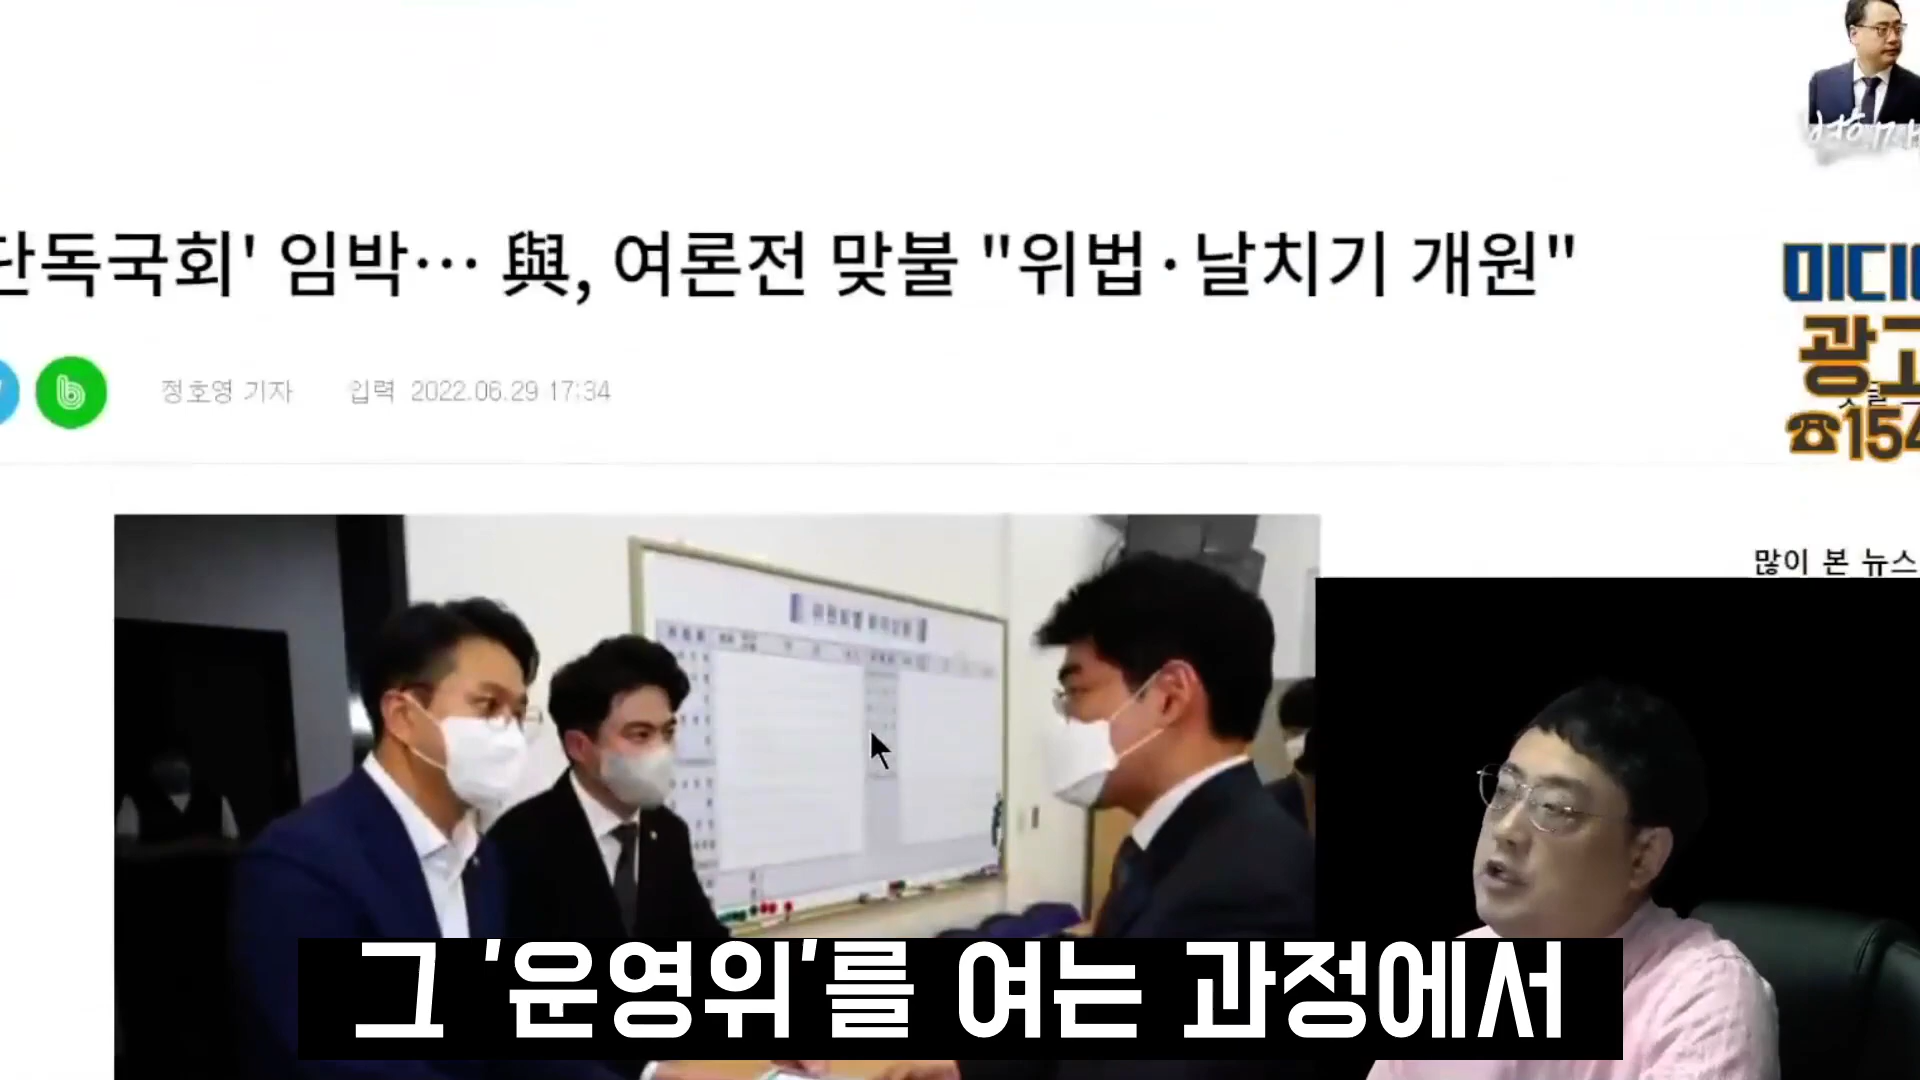 단독국회' 임박… 與, 여론전 맞불 "위법·날치기 개원"
정호영 기자 입력 2022.06.29 17:34
미디
광고
☎154
많이 본 뉴스
그 '운영위'를 여는 과정에서